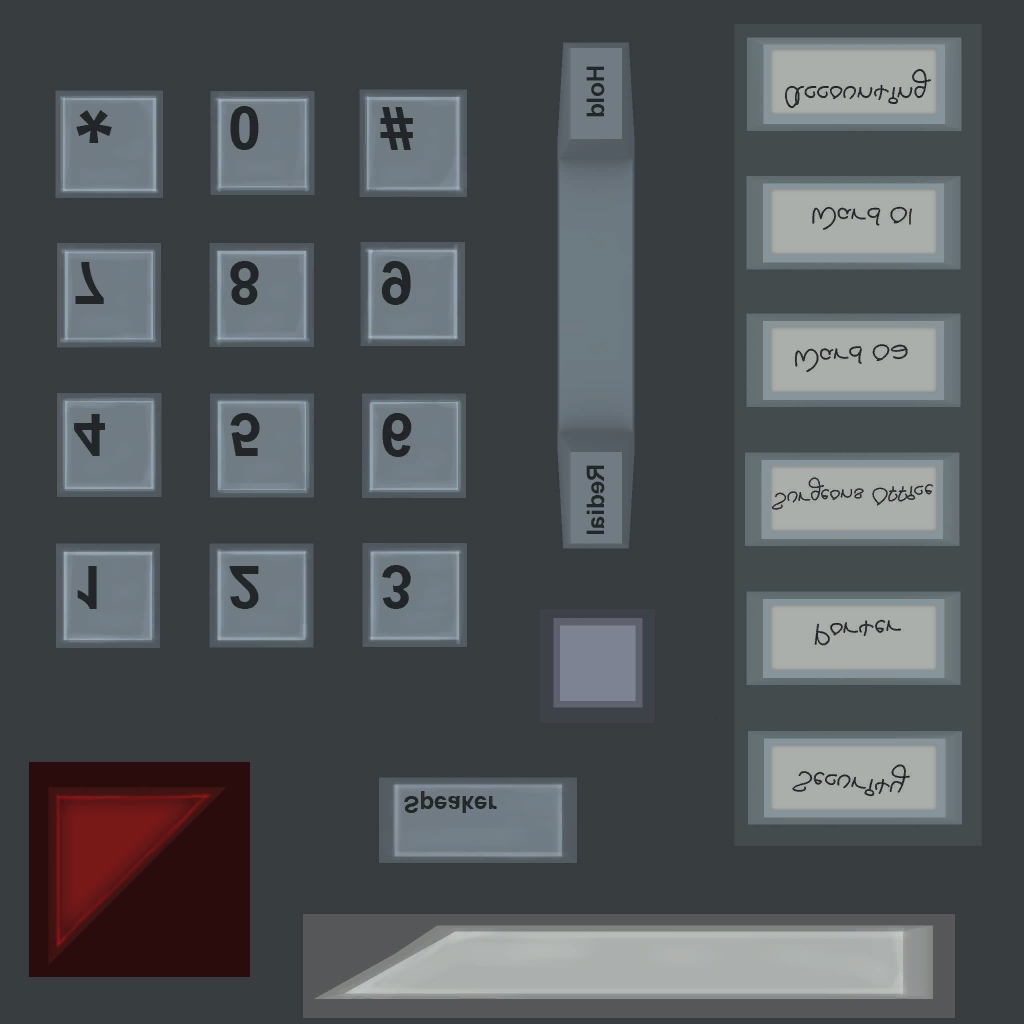 Speaker
1 2 3
4 5 6
7 8 9
* 0 #
Redial
Hold
Security
Porter
Surgeons Office
Ward 02
Ward 01
Accounting